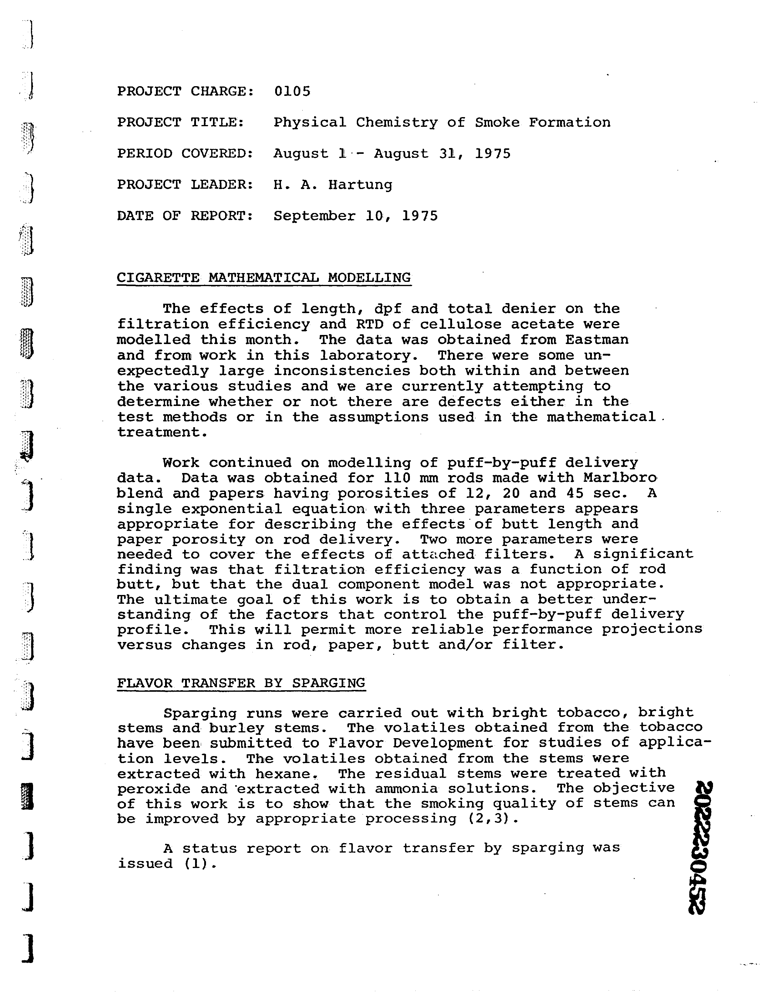 PROJECT CHARGE: 0105
PROJECT TITLE: Physical Chemistry of Smoke Formation
PERIOD COVERED: August 1 - August 31, 1975
PROJECT LEADER: H. A. Hartung
DATE OF REPORT: September 10, 1975
CIGARETTE MATHEMATICAL MODELLING
The effects of length, dpf and total denier on the
filtration efficiency and RTD of cellulose acetate were
modelled this month. The data was obtained from Eastman
and from work in this laboratory. There were some un-
expectedly large inconsistencies both within and between
the various studies and we are currently attempting to
determine whether or not there are defects either in the
test methods or in the assumptions used in the mathematical
treatment.
Work continued on modelling of puff-by-puff delivery
data. Data was obtained for 110 mm rods made with Marlboro
blend and papers having porosities of 12, 20 and 45 sec. A
single exponential equation with three parameters appears
appropriate for describing the effects of butt length and
paper porosity on rod delivery. Two more parameters were
needed to cover the effects of attached filters. A significant
finding was that filtration efficiency was a function of rod
butt, but that the dual component model was not appropriate.
The ultimate goal of this work is to obtain a better under-
standing of the factors that control the puff-by-puff delivery
profile. This will permit more reliable performance projections
versus changes in rod, paper, butt and/or filter.
FLAVOR TRANSFER BY SPARGING
Sparging runs were carried out with bright tobacco, bright
stems and burley stems. The volatiles obtained from the tobacco
have been submitted to Flavor Development for studies of applica-
tion levels. The volatiles obtained from the stems were
extracted with hexane. The residual stems were treated with
peroxide and extracted with ammonia solutions. The objective
of this work is to show that the smoking quality of stems can
be improved by appropriate processing (2,3).
A status report on flavor transfer by sparging was
issued (1).
2022230452